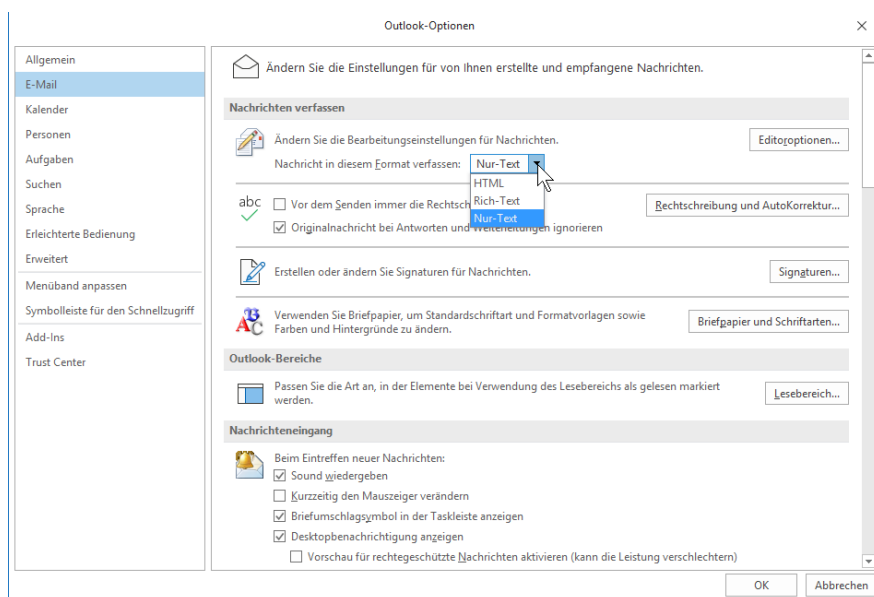 Outlook-Optionen
Allgemein
E-Mail
Kalender
Personen
Aufgaben
Suchen
Sprache
Erleichterte Bedienung
Erweitert
Menüband anpassen
Symbolleiste für den Schnellzugriff
Add-Ins
Trust Center
Ändern Sie die Einstellungen für von Ihnen erstellte und empfangene Nachrichten.
Nachrichten verfassen
Ändern Sie die Bearbeitungseinstellungen für Nachrichten.
Editoroptionen...
Nachricht in diesem Format verfassen: Nur-Text
HTML
Rich-Text
Nur-Text
abc
Vor dem Senden immer die Rechtsch
Rechtschreibung und AutoKorrektur...
Originalnachricht bei Antworten und Weiterleitungen ignorieren
Erstellen oder ändern Sie Signaturen für Nachrichten.
Signaturen...
Verwenden Sie Briefpapier, um Standardschriftart und Formatvorlagen sowie
Farben und Hintergründe zu ändern.
Briefpapier und Schriftarten...
Outlook-Bereiche
Passen Sie die Art an, in der Elemente bei Verwendung des Lesebereichs als gelesen markiert
werden.
Lesebereich...
Nachrichteneingang
Beim Eintreffen neuer Nachrichten:
Sound wiedergeben
Kurzzeitig den Mauszeiger verändern
Briefumschlagsymbol in der Taskleiste anzeigen
Desktopbenachrichtigung anzeigen
Vorschau für rechtegeschützte Nachrichten aktivieren (kann die Leistung verschlechtern)
OK
Abbrechen